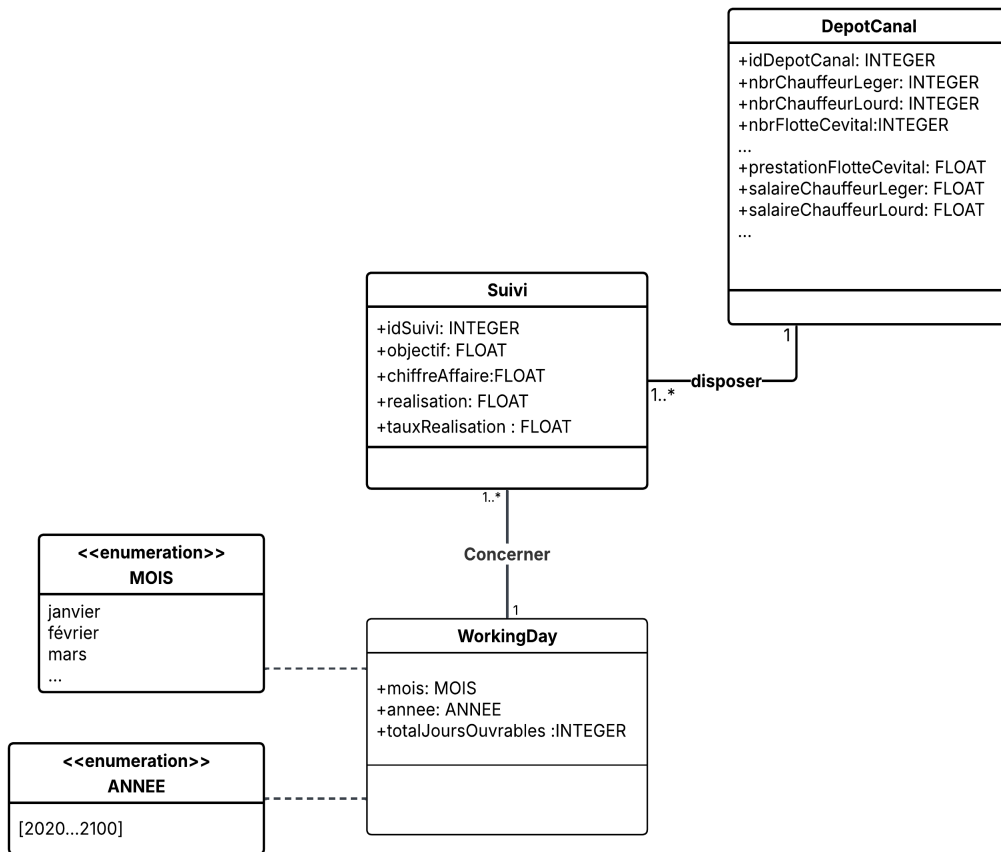 DepotCanal
+idDepotCanal: INTEGER
+nbrChauffeurLeger: INTEGER
+nbrChauffeurLourd: INTEGER
+nbrFlotteCevital:INTEGER
...
+prestationFlotteCevital: FLOAT
+salaireChauffeurLeger: FLOAT
+salaireChauffeurLourd: FLOAT
...
1
disposer
1..*
Suivi
+idSuivi: INTEGER
+objectif: FLOAT
+chiffreAffaire:FLOAT
+realisation: FLOAT
+tauxRealisation : FLOAT
1..*
Concerner
1
<<enumeration>>
MOIS
janvier
février
mars
...
WorkingDay
+mois: MOIS
+annee: ANNEE
+totalJoursOuvrables :INTEGER
<<enumeration>>
ANNEE
[2020...2100]